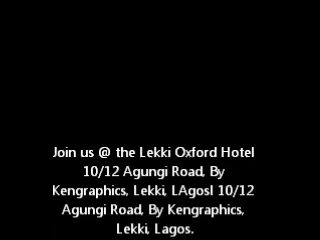 Join us @ the Lekki Oxford Hotel
10/12 Agungi Road, By
Kengraphics, Lekki, LAgosl 10/12
Agungi Road, By Kengraphics,
Lekki, Lagos.